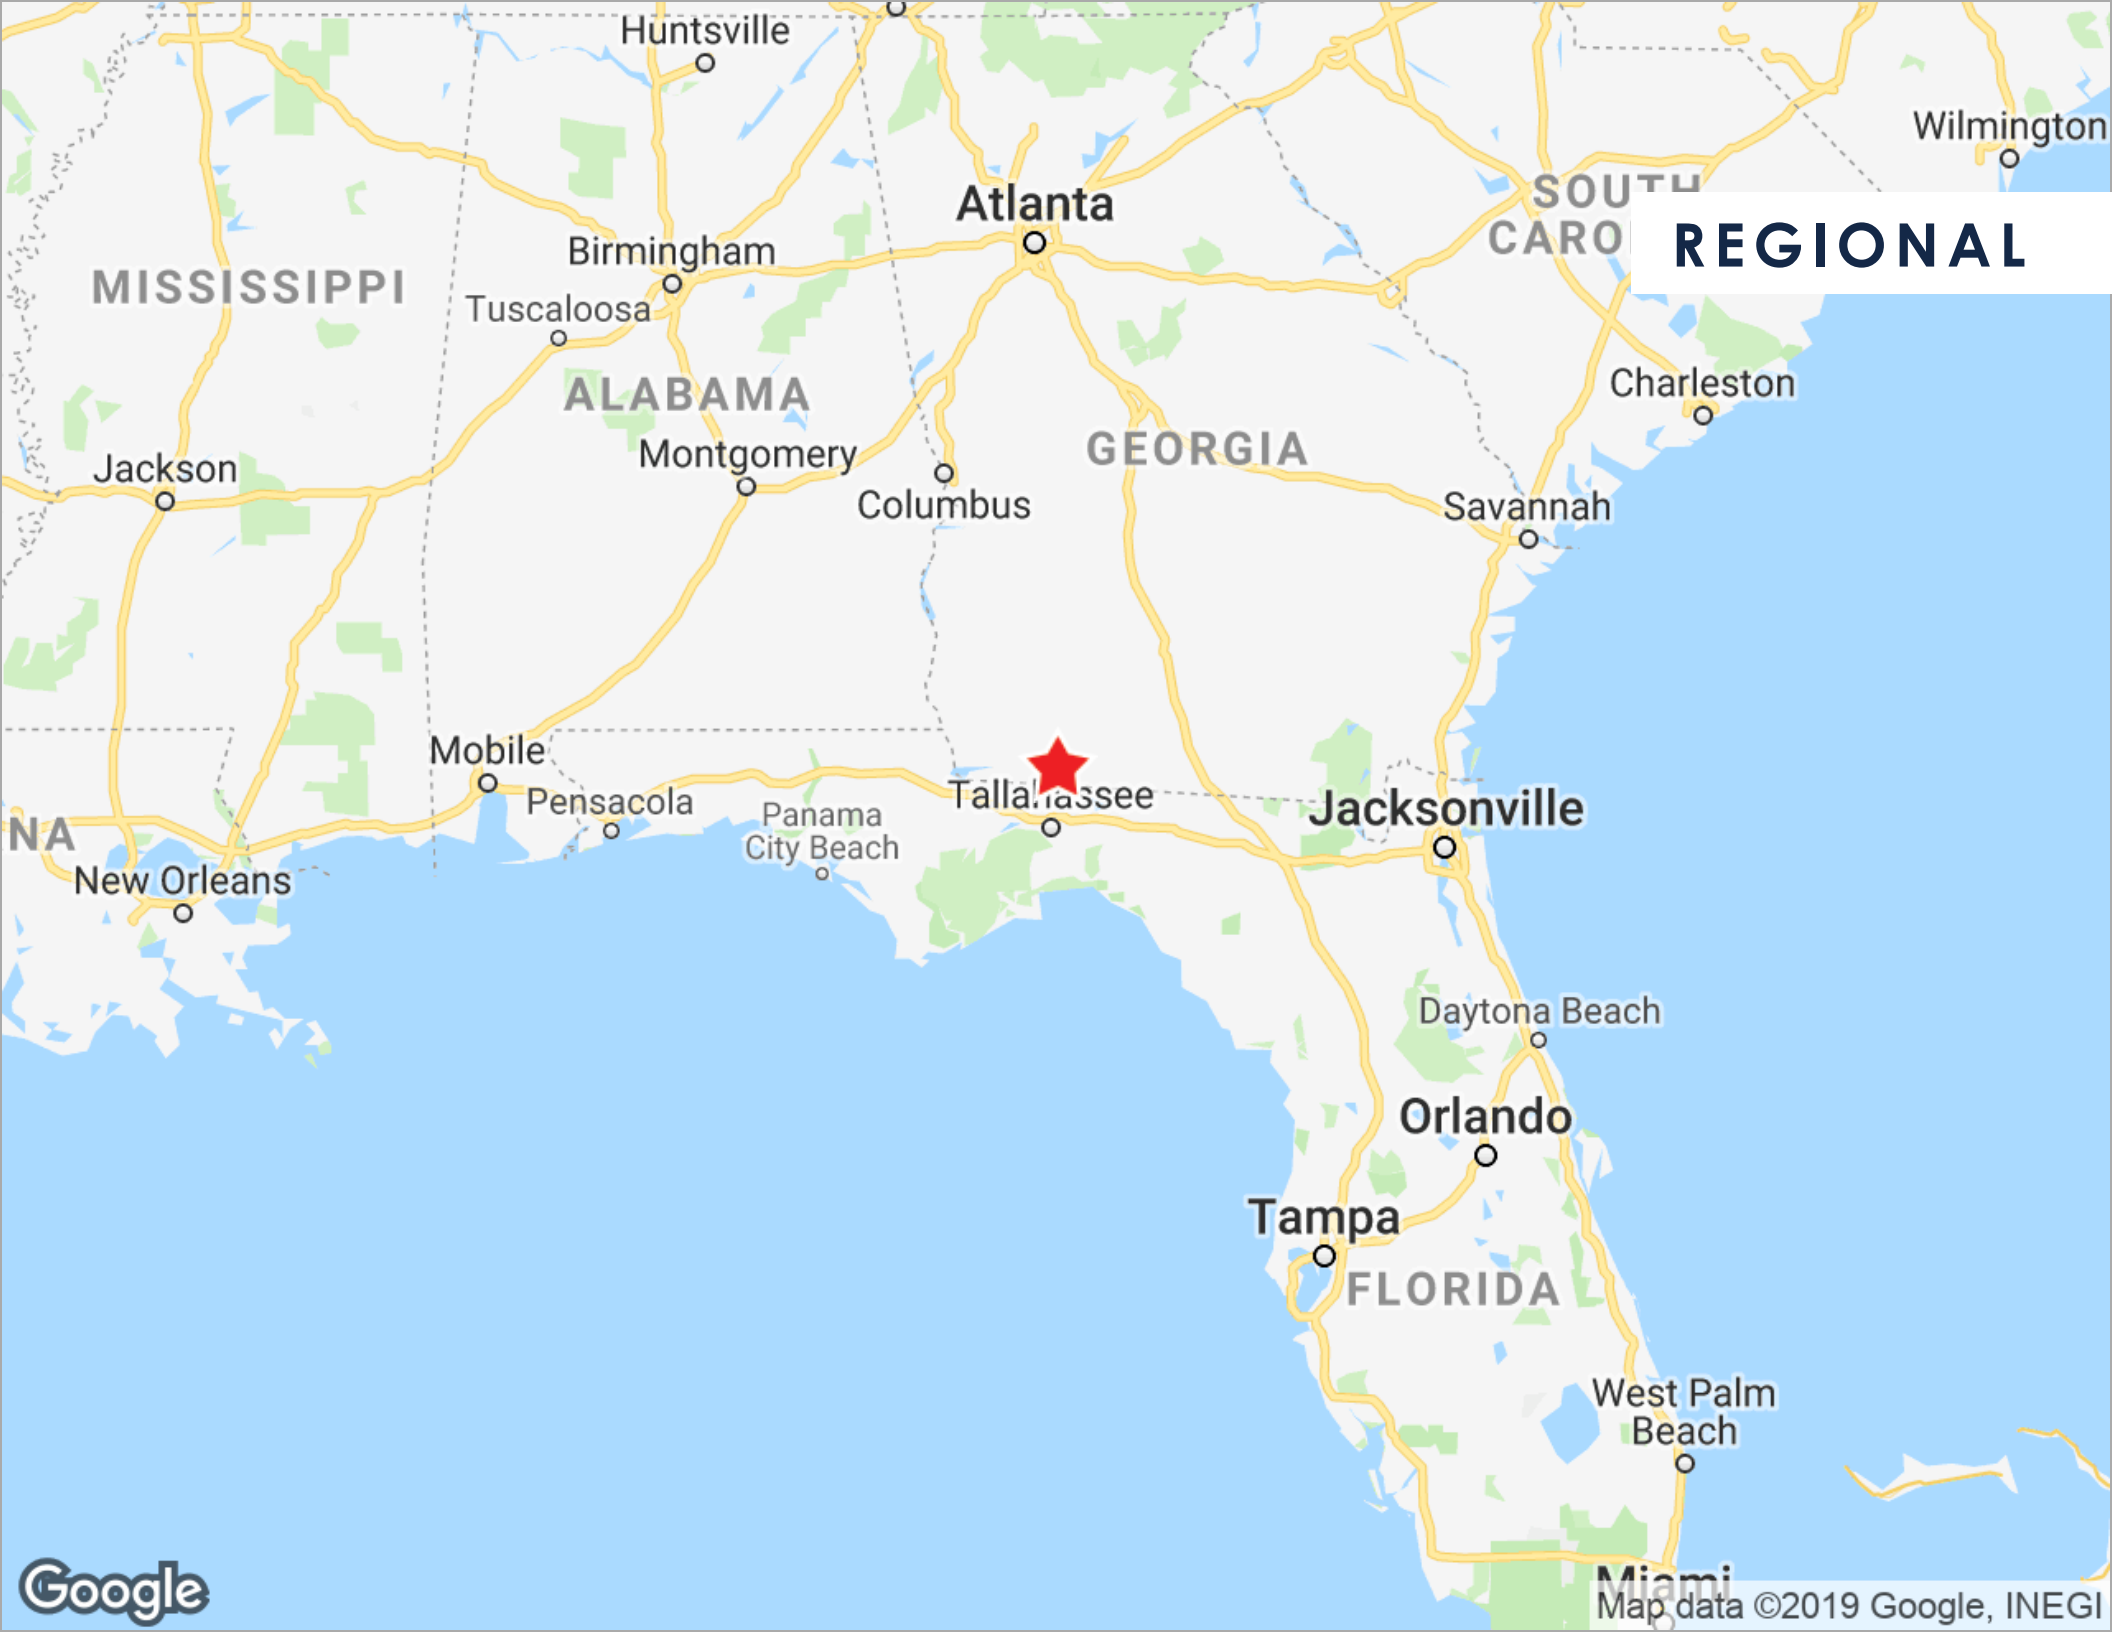 Huntsville
Wilmington
Atlanta
SOUTH
CARO
REGIONAL
Birmingham
MISSISSIPPI
Tuscaloosa
ALABAMA
Charleston
GEORGIA
Montgomery
Jackson
Columbus
Savannah
Mobile
Tallahassee
Pensacola
Panama
City Beach
Jacksonville
NA
New Orleans
Daytona Beach
Orlando
Tampa
FLORIDA
West Palm
Beach
Miami
Google
Map data ©2019 Google, INEGI